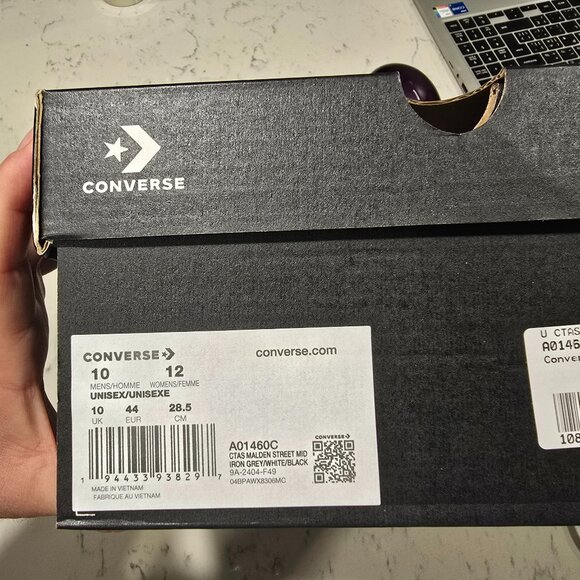 CONVERSE
CONVERSE
converse.com
10 12
MENS/HOMME WOMENS/FEMME
UNISEX/UNISEXE
10 44 28.5
UK EUR CM
A01460C
CTAS MALDEN STREET MID
IRON GREY/WHITE/BLACK
9A-2404-F49
04BPAWX8306MC
CONVERSE
1 94433 93829 7
MADE IN VIETNAM
FABRIQUE AU VIETNAM
U CTAS
A0146
Conver
108